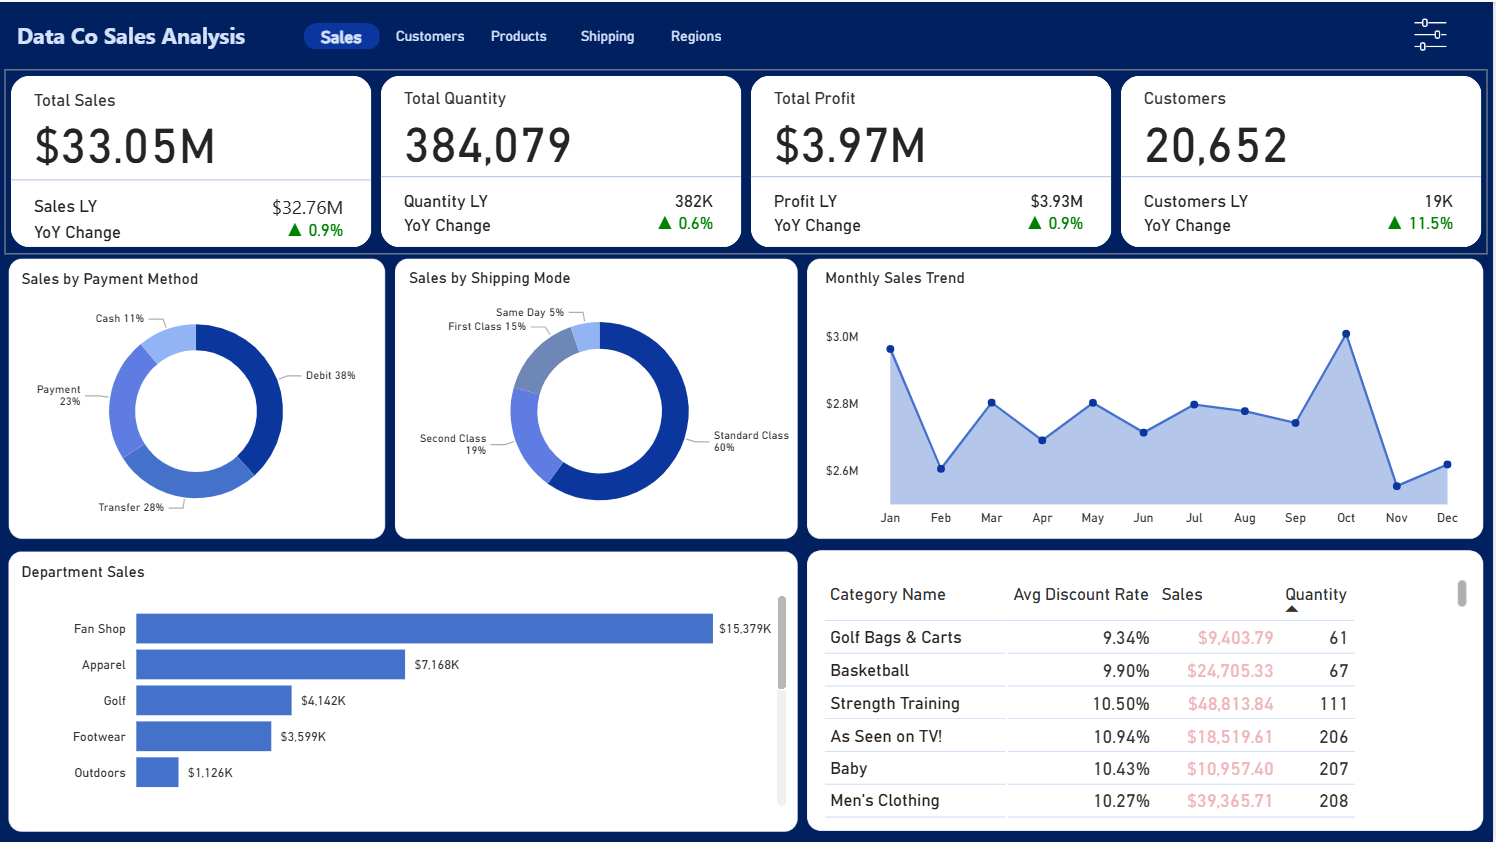 Data Co Sales Analysis
Sales
Customers
Products
Shipping
Regions
Total Sales
$33.05M
Sales LY $32.76M
YoY Change ▲ 0.9%
Total Quantity
384,079
Quantity LY 382K
YoY Change ▲ 0.6%
Total Profit
$3.97M
Profit LY $3.93M
YoY Change ▲ 0.9%
Customers
20,652
Customers LY 19K
YoY Change ▲ 11.5%
Sales by Payment Method
Cash 11%
Debit 38%
Payment
23%
Transfer 28%
Sales by Shipping Mode
Same Day 5%
First Class 15%
Second Class
19%
Standard Class
60%
Monthly Sales Trend
$3.0M
$2.8M
$2.6M
Jan Feb Mar Apr May Jun Jul Aug Sep Oct Nov Dec
Department Sales
Fan Shop $15,379K
Apparel $7,168K
Golf $4,142K
Footwear $3,599K
Outdoors $1,126K
Category Name Avg Discount Rate Sales Quantity
Golf Bags & Carts 9.34% $9,403.79 61
Basketball 9.90% $24,705.33 67
Strength Training 10.50% $48,813.84 111
As Seen on TV! 10.94% $18,519.61 206
Baby 10.43% $10,957.40 207
Men's Clothing 10.27% $39,365.71 208